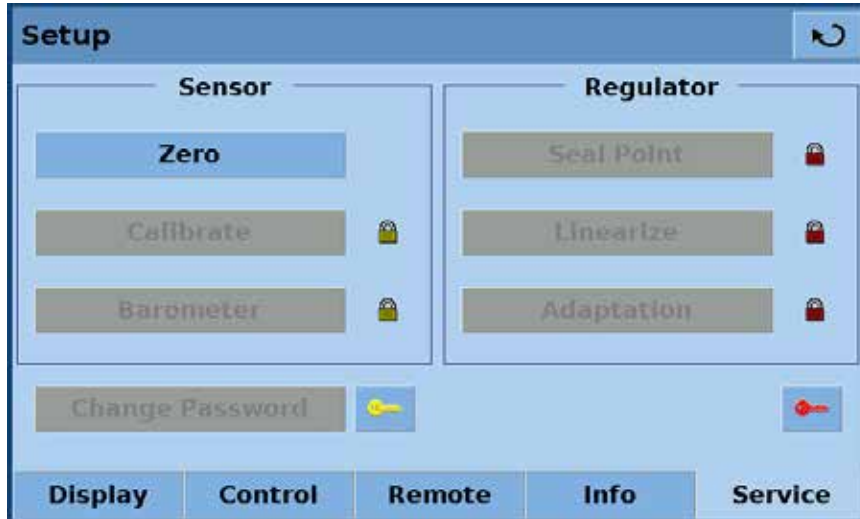 Setup
Sensor
Regulator
Zero
Seal Point
Calibrate
Linearize
Barometer
Adaptation
Change Password
Display
Control
Remote
Info
Service